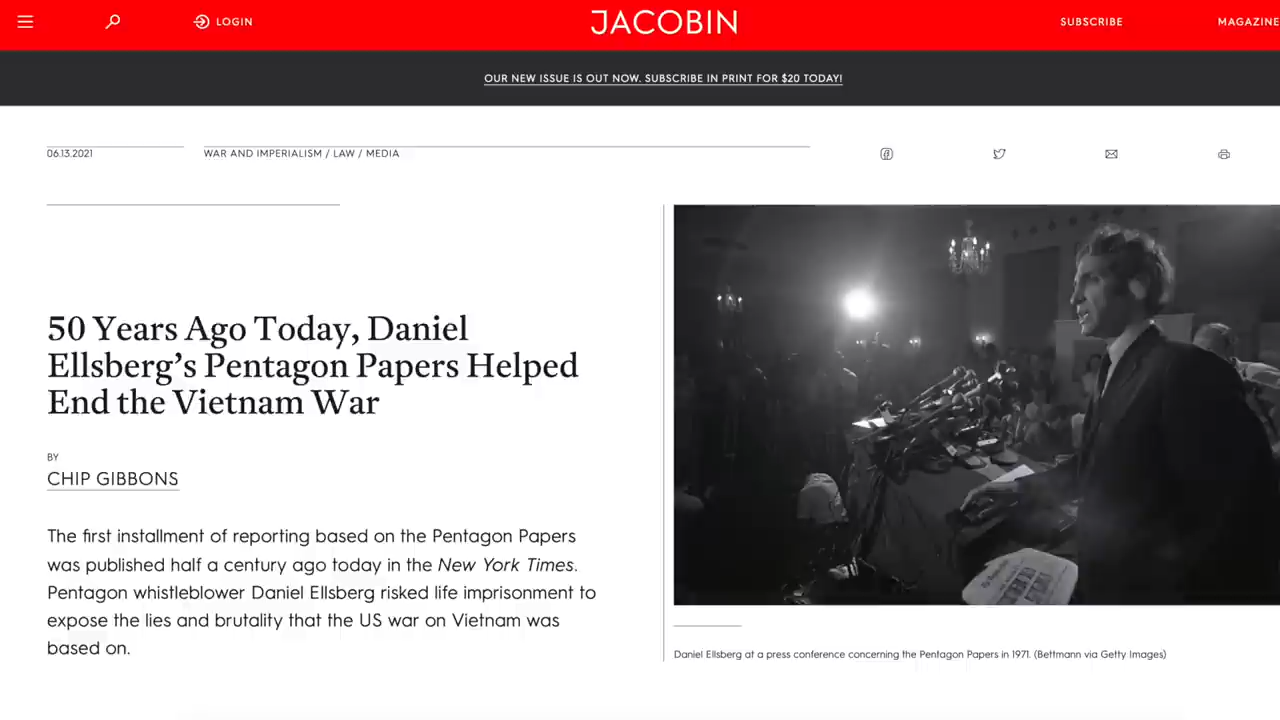 LOGIN
JACOBIN
SUBSCRIBE
MAGAZINE
OUR NEW ISSUE IS OUT NOW. SUBSCRIBE IN PRINT FOR $20 TODAY!
06.13.2021
WAR AND IMPERIALISM / LAW / MEDIA
50 Years Ago Today, Daniel
Ellsberg’s Pentagon Papers Helped
End the Vietnam War
BY
CHIP GIBBONS
The first installment of reporting based on the Pentagon Papers
was published half a century ago today in the New York Times.
Pentagon whistleblower Daniel Ellsberg risked life imprisonment to
expose the lies and brutality that the US war on Vietnam was
based on.
Daniel Ellsberg at a press conference concerning the Pentagon Papers in 1971. (Bettmann via Getty Images)